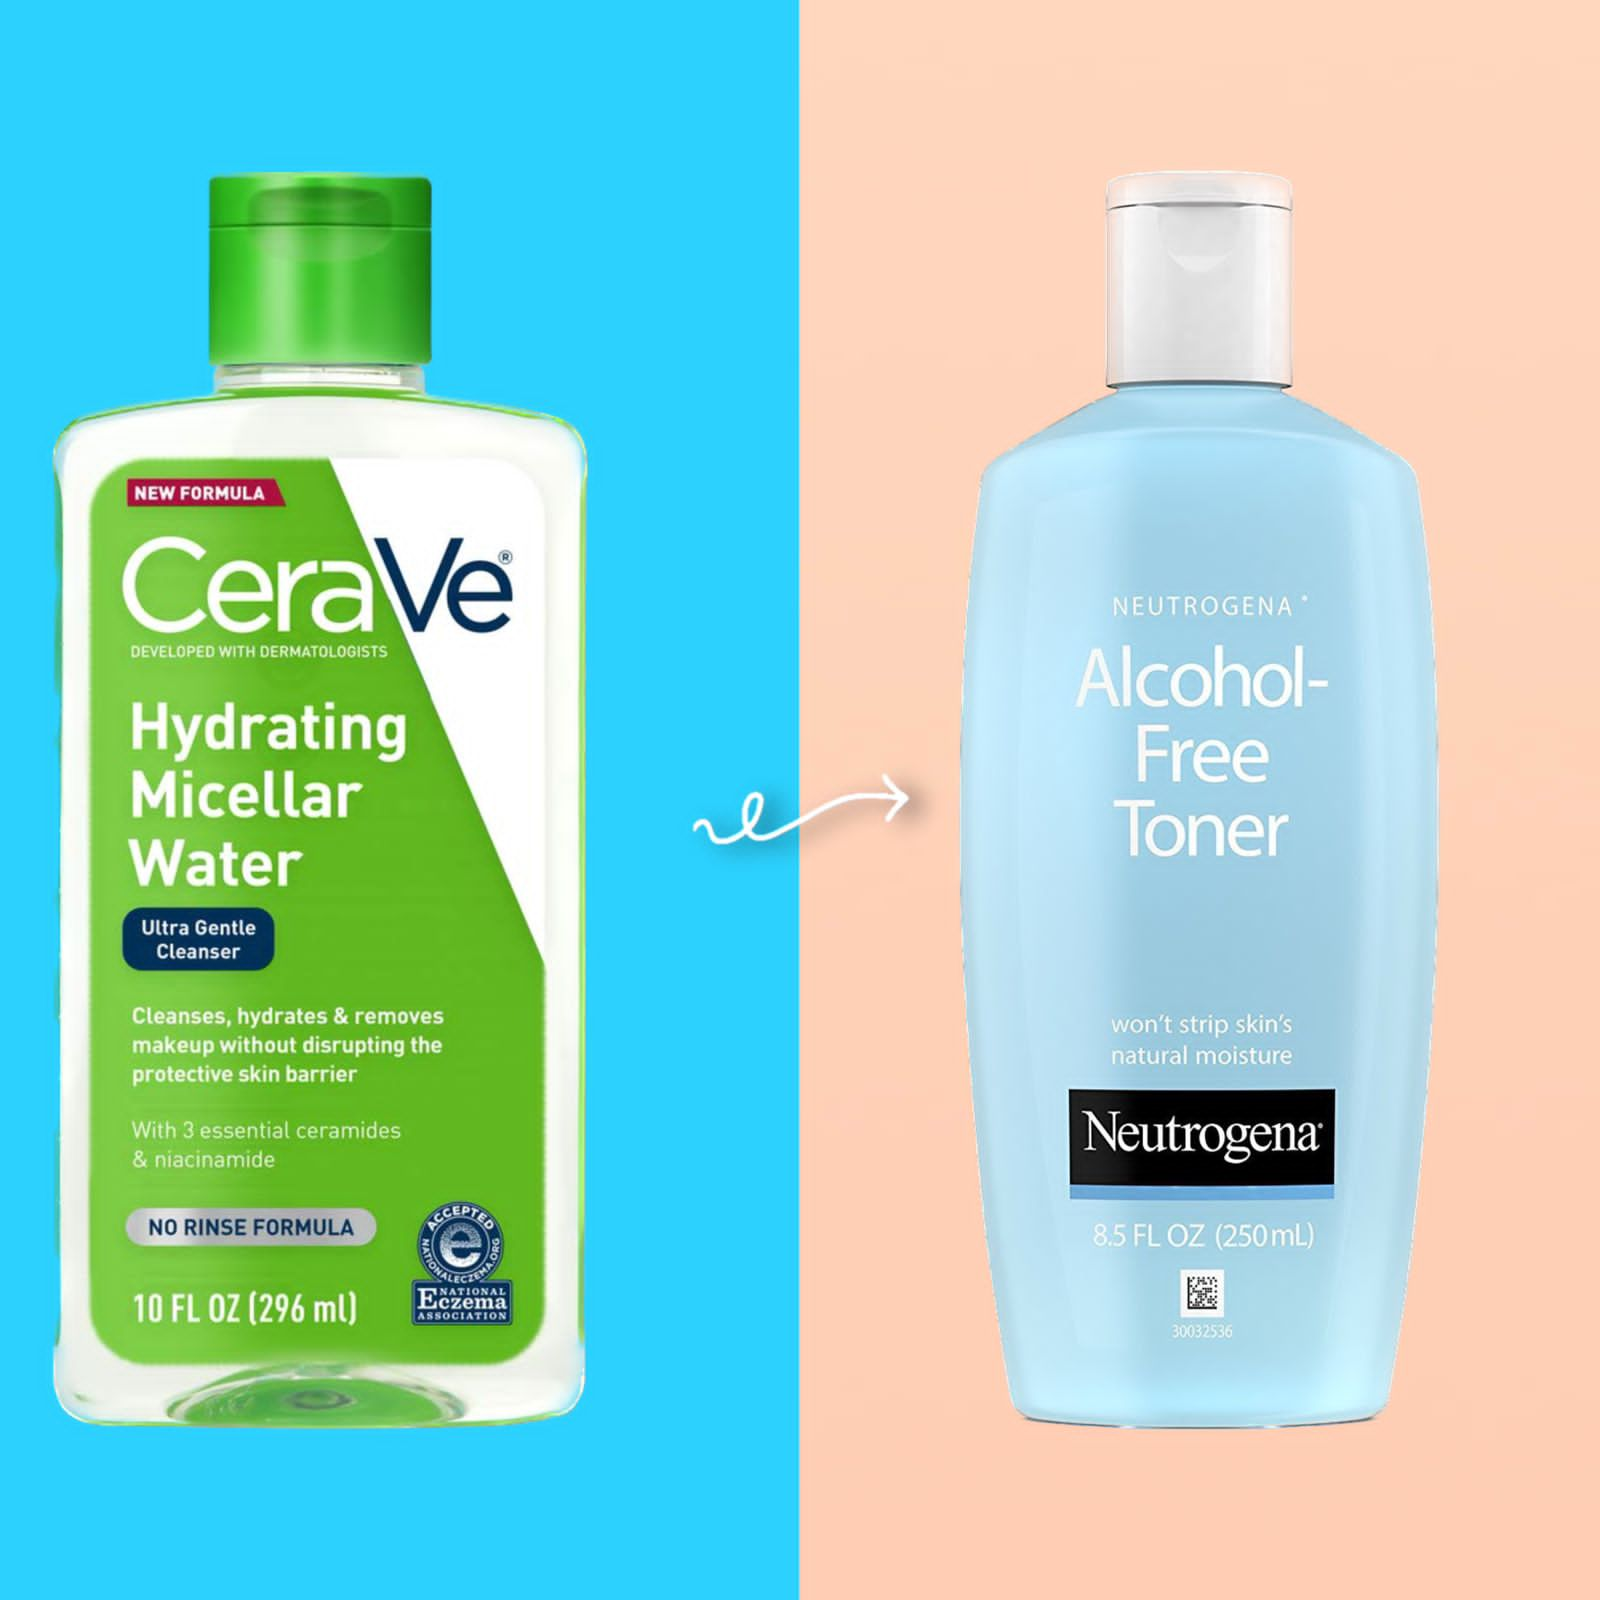 NEW FORMULA
CeraVe®
DEVELOPED WITH DERMATOLOGISTS
Hydrating
Micellar
Water
Ultra Gentle
Cleanser
Cleanses, hydrates & removes
makeup without disrupting the
protective skin barrier
With 3 essential ceramides
& niacinamide
NO RINSE FORMULA
10 FL OZ (296 ml)
ACCEPTED
NATIONALECZEMA.ORG
NATIONAL
Eczema
ASSOCIATION
NEUTROGENA®
Alcohol-
Free
Toner
won't strip skin's
natural moisture
Neutrogena®
8.5 FL OZ (250 mL)
30032536